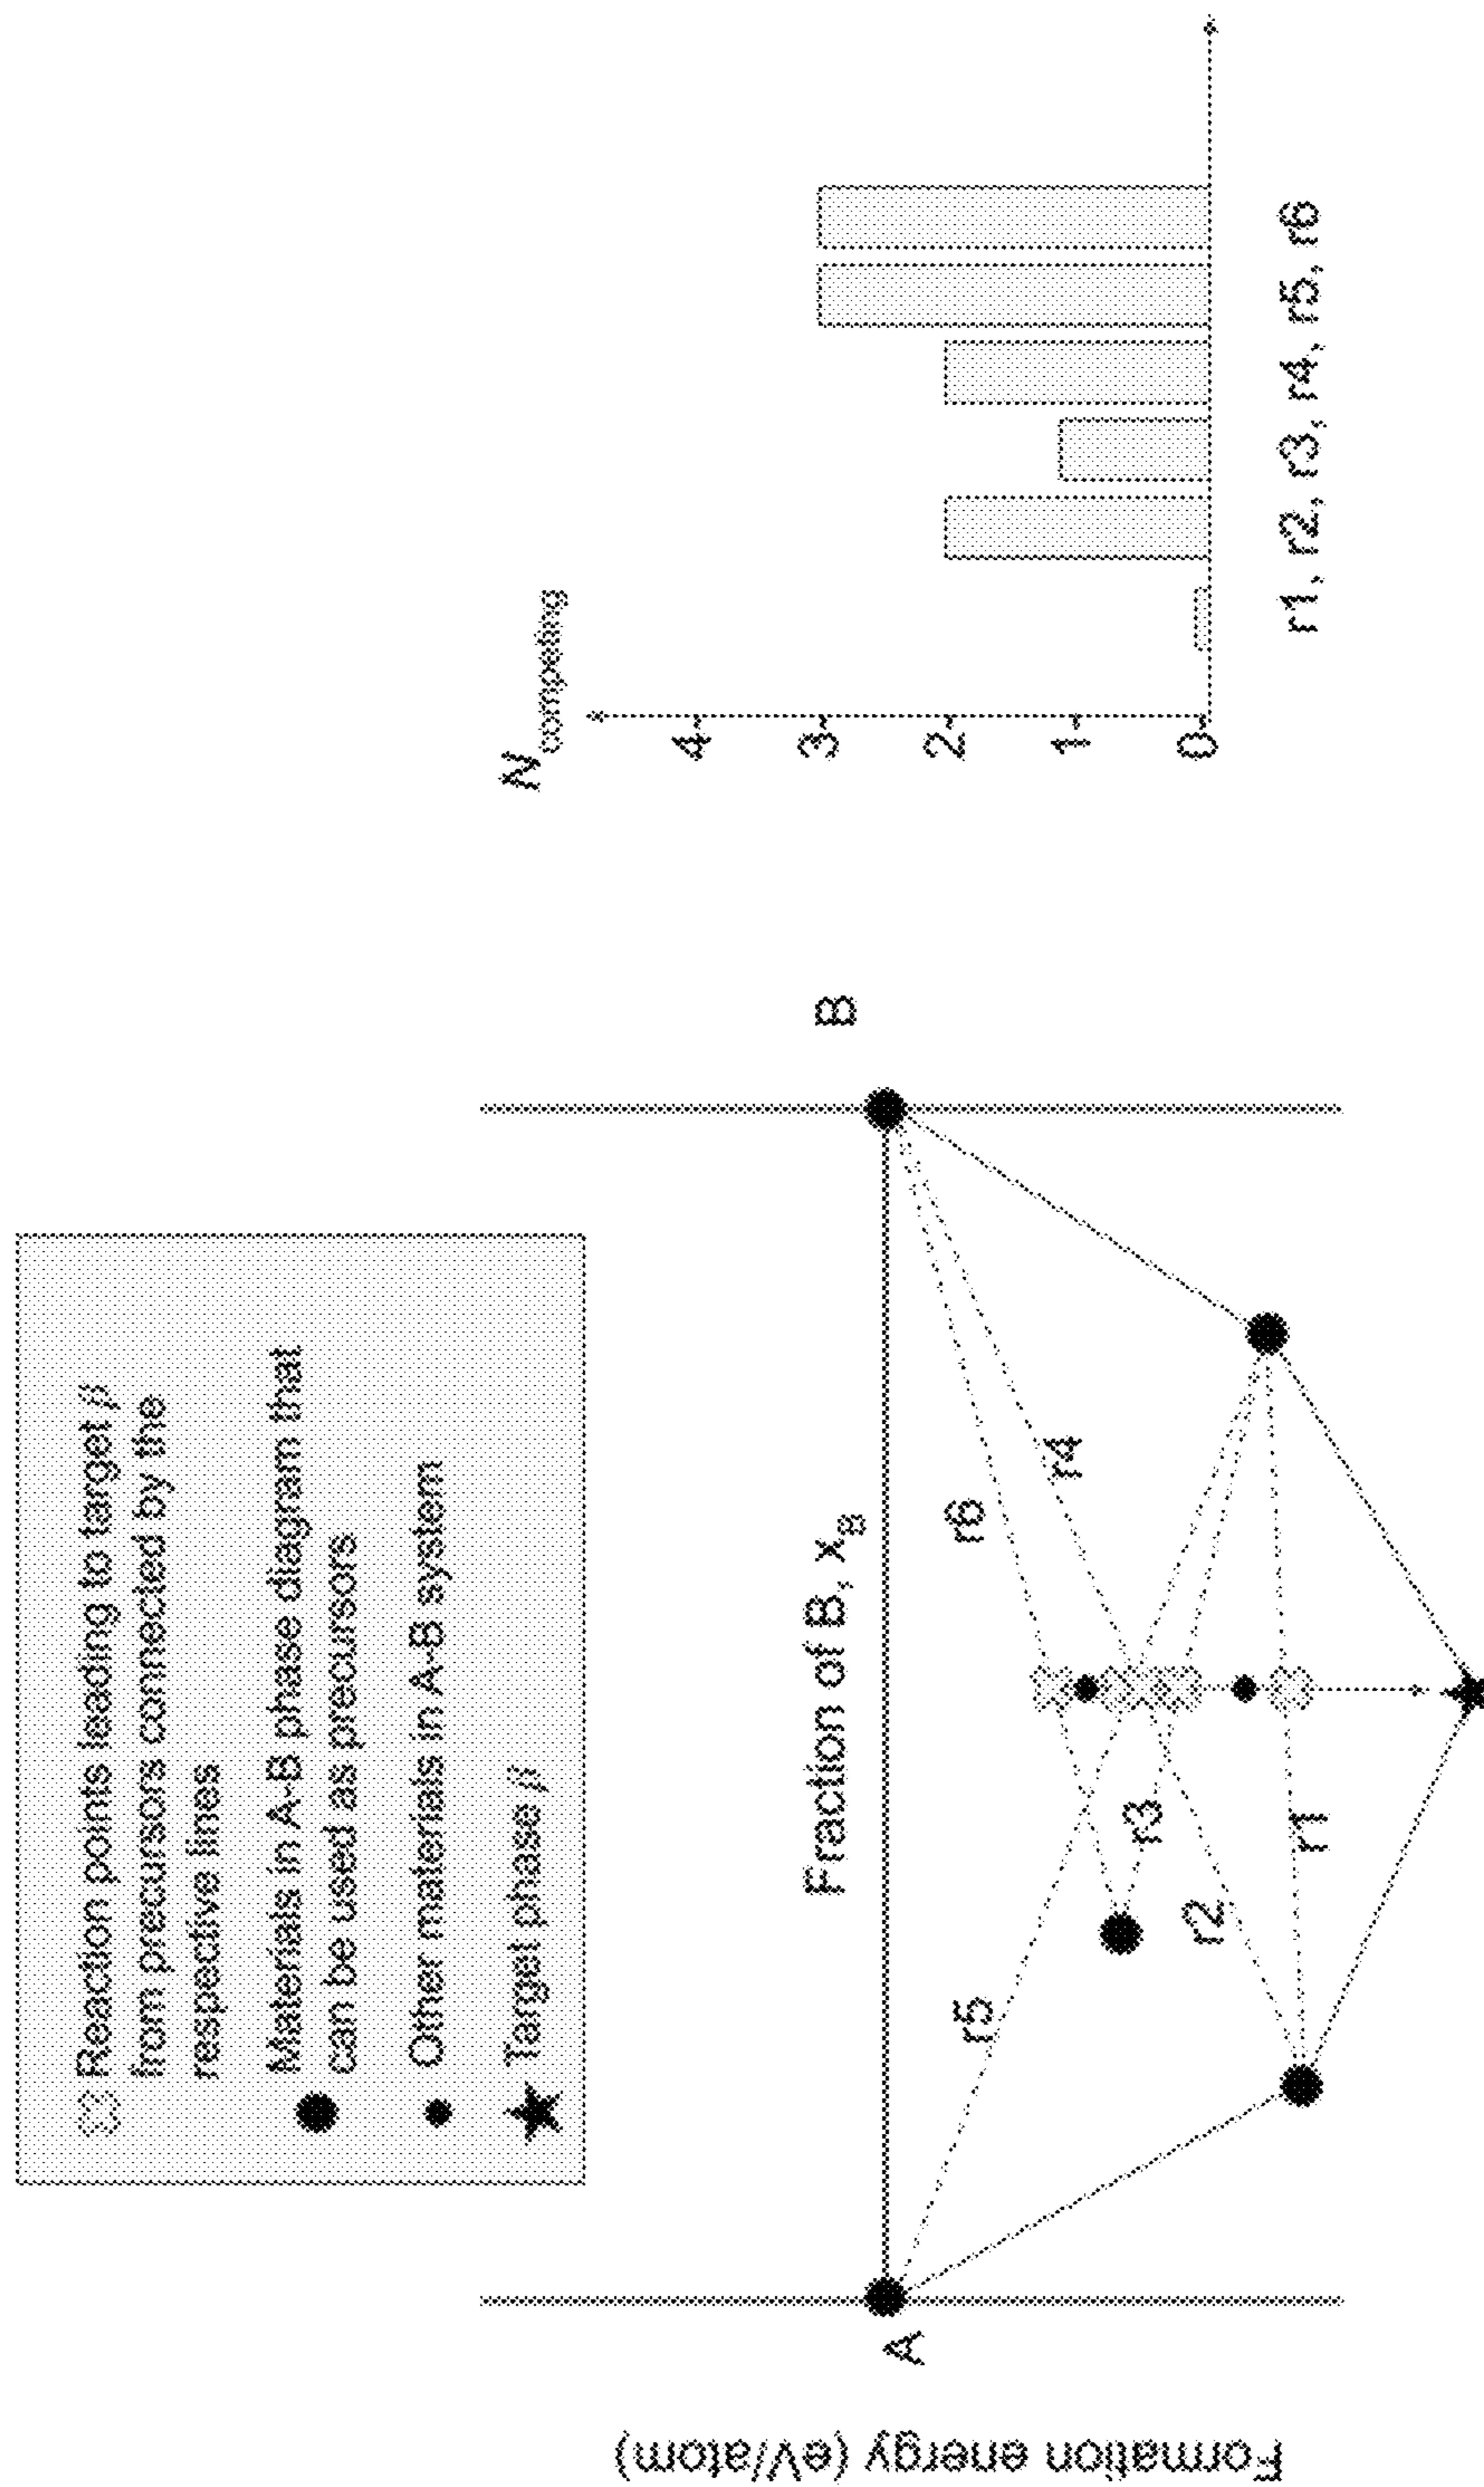 Reaction points leading to target β
from precursors connected by the
respective lines
Materials in A-B phase diagram that
can be used as precursors
Other materials in A-B system
Target phase β
Formation energy (eV/atom)
A
B
Fraction of B, xB
r5
r6
r4
r3
r2
r1
Ncompeting
4
3
2
1
0
r1, r2, r3, r4, r5, r6